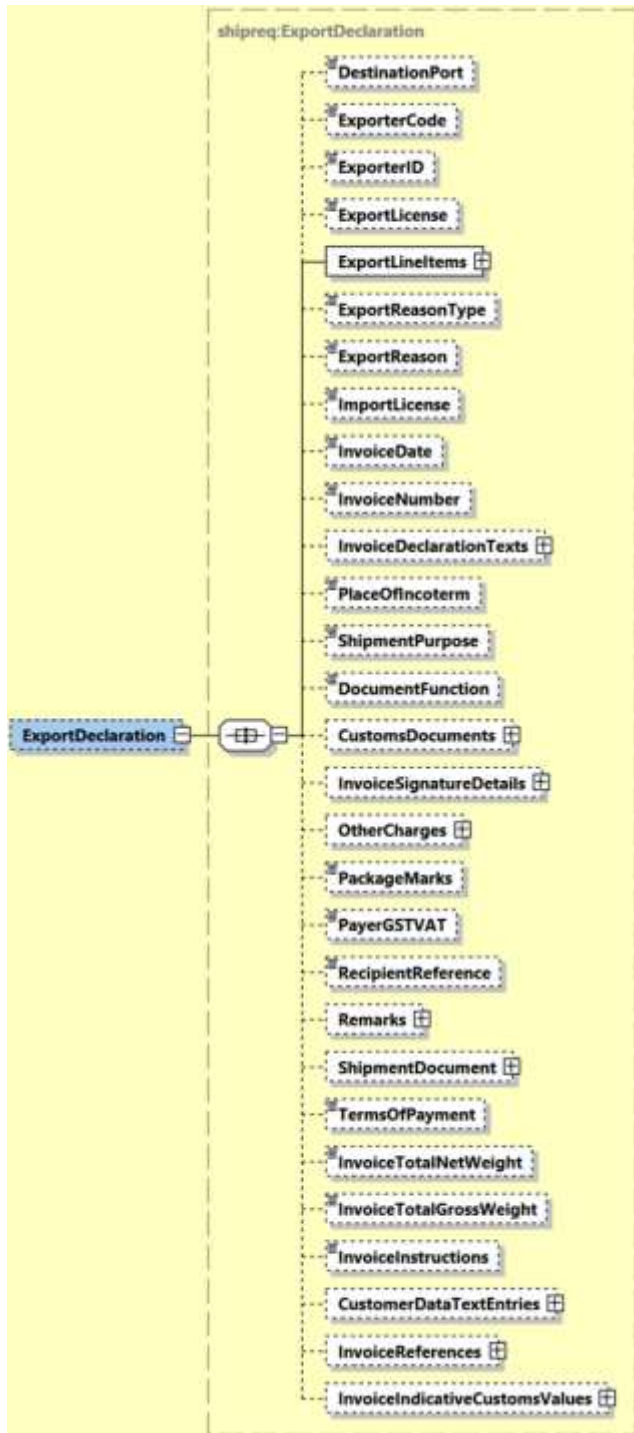 shipreq:ExportDeclaration
DestinationPort
ExporterCode
ExporterID
ExportLicense
ExportLineItems
ExportReasonType
ExportReason
ImportLicense
InvoiceDate
InvoiceNumber
InvoiceDeclarationTexts
PlaceOfIncoterm
ShipmentPurpose
DocumentFunction
ExportDeclaration
CustomsDocuments
InvoiceSignatureDetails
OtherCharges
PackageMarks
PayerGSTVAT
RecipientReference
Remarks
ShipmentDocument
TermsOfPayment
InvoiceTotalNetWeight
InvoiceTotalGrossWeight
InvoiceInstructions
CustomerDataTextEntries
InvoiceReferences
InvoiceIndicativeCustomsValues